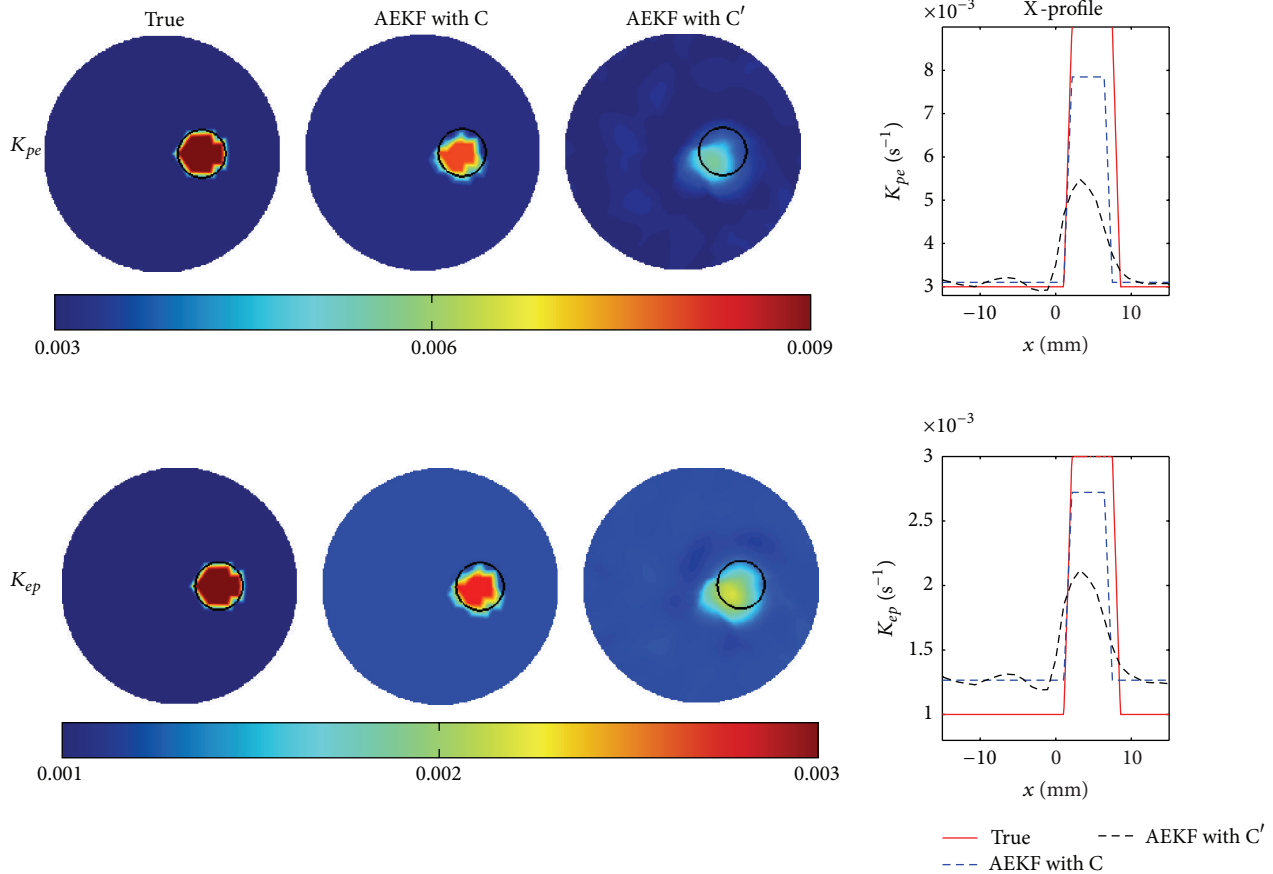 True
AEKF with C
AEKF with C′
K_pe
0.003
0.006
0.009
×10⁻³
X-profile
8
7
6
5
4
3
K_pe (s⁻¹)
−10
0
10
x (mm)
K_ep
0.001
0.002
0.003
×10⁻³
3
2.5
2
1.5
1
K_ep (s⁻¹)
−10
0
10
x (mm)
True
AEKF with C′
AEKF with C